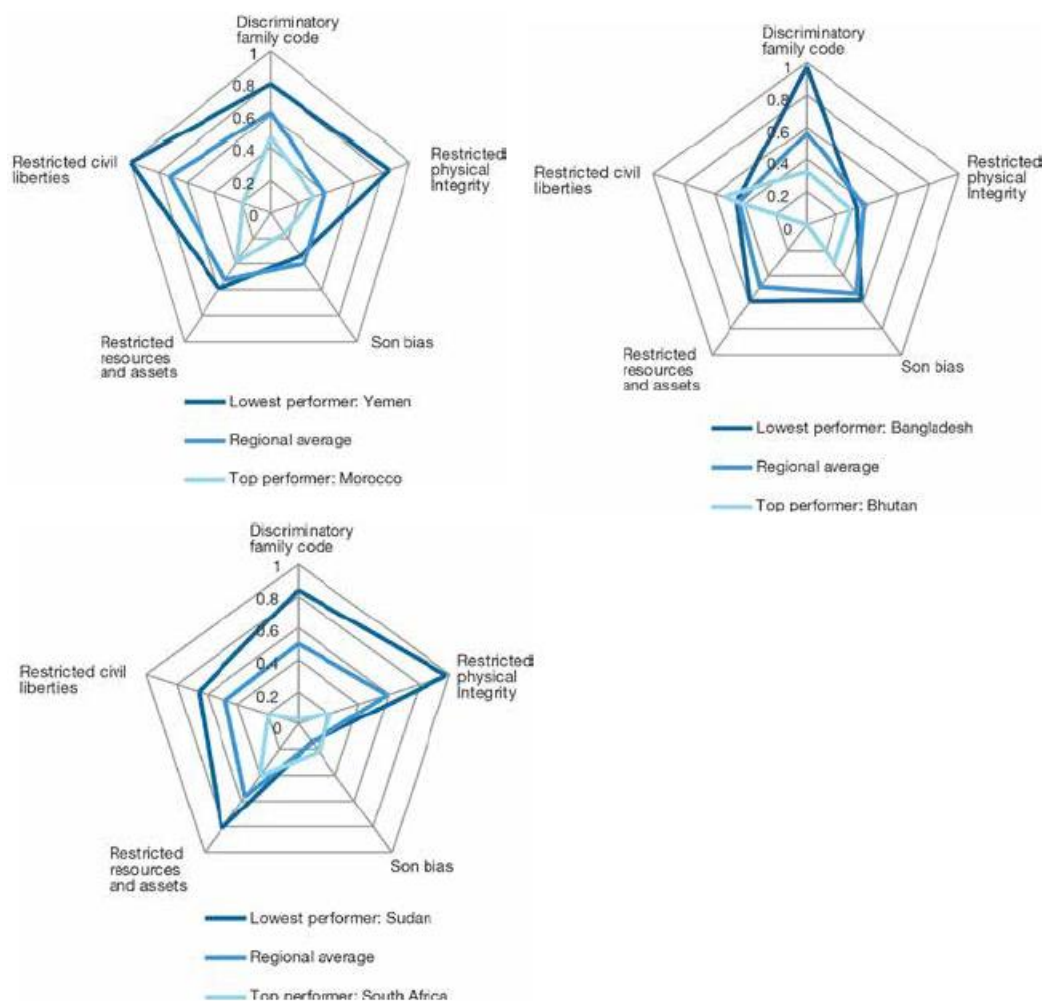 Discriminatory
family code
1
0.8
0.6
0.4
0.2
0
Restricted civil
liberties
Restricted
physical
Integrity
Restricted
resources
and assets
Son bias
Lowest performer: Yemen
Regional average
Top performer: Morocco
Discriminatory
family code
1
0.8
0.6
0.4
0.2
0
Restricted civil
liberties
Restricted
physical
Integrity
Restricted
resources
and assets
Son bias
Lowest performer: Bangladesh
Regional average
Top performer: Bhutan
Discriminatory
family code
1
0.8
0.6
0.4
0.2
0
Restricted civil
liberties
Restricted
physical
Integrity
Restricted
resources
and assets
Son bias
Lowest performer: Sudan
Regional average
Top performer: South Africa